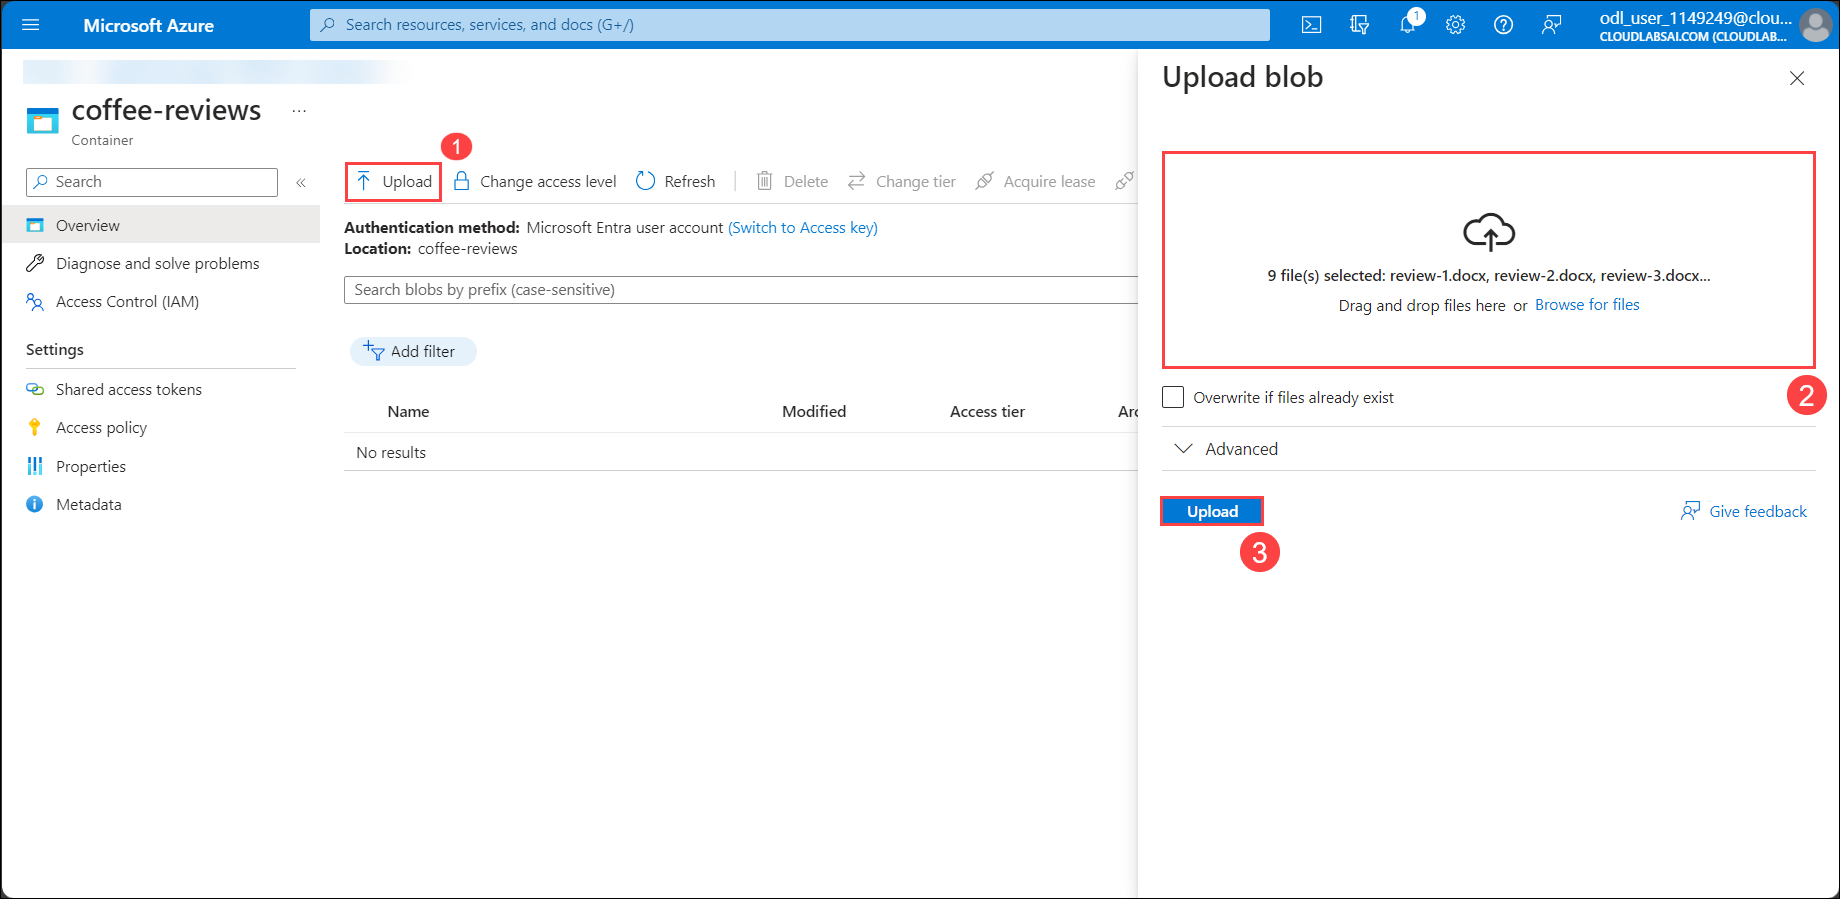 Microsoft Azure
Search resources, services, and docs (G+/)
1
odl_user_1149249@clou...
CLOUDLABSAI.COM (CLOUDLAB...
coffee-reviews
...
Container
Search
«
Overview
Diagnose and solve problems
Access Control (IAM)
Settings
Shared access tokens
Access policy
Properties
Metadata
1
Upload
Change access level
Refresh
Delete
Change tier
Acquire lease
Authentication method: Microsoft Entra user account (Switch to Access key)
Location: coffee-reviews
Search blobs by prefix (case-sensitive)
Add filter
Name Modified Access tier Arc
No results
Upload blob
9 file(s) selected: review-1.docx, review-2.docx, review-3.docx...
Drag and drop files here or Browse for files
Overwrite if files already exist
2
Advanced
Upload
Give feedback
3